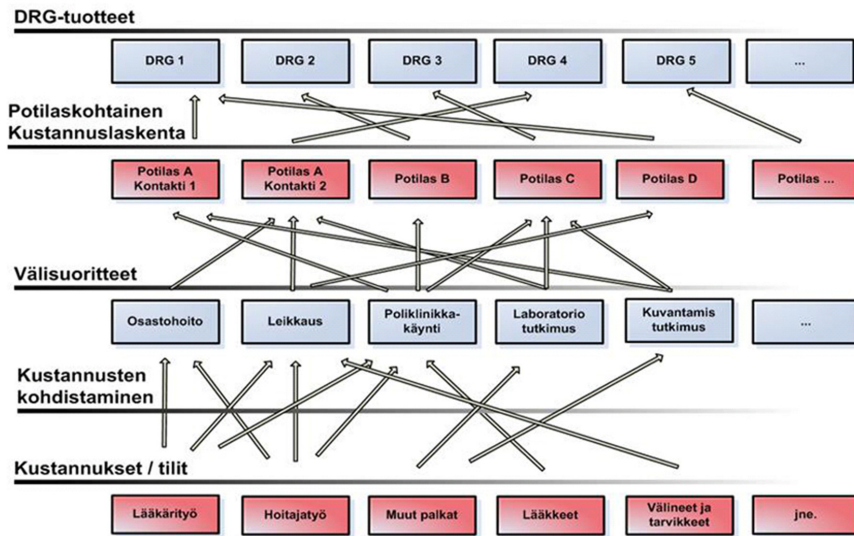 DRG-tuotteet
DRG 1
DRG 2
DRG 3
DRG 4
DRG 5
...
Potilaskohtainen
Kustannuslaskenta
Potilas A
Kontakti 1
Potilas A
Kontakti 2
Potilas B
Potilas C
Potilas D
Potilas ...
Välisuoritteet
Osastohoito
Leikkaus
Poliklinikka-
käynti
Laboratorio
tutkimus
Kuvantamis
tutkimus
...
Kustannusten
kohdistaminen
Kustannukset / tilit
Lääkärityö
Hoitajatyö
Muut palkat
Lääkkeet
Välineet ja
tarvikkeet
jne.